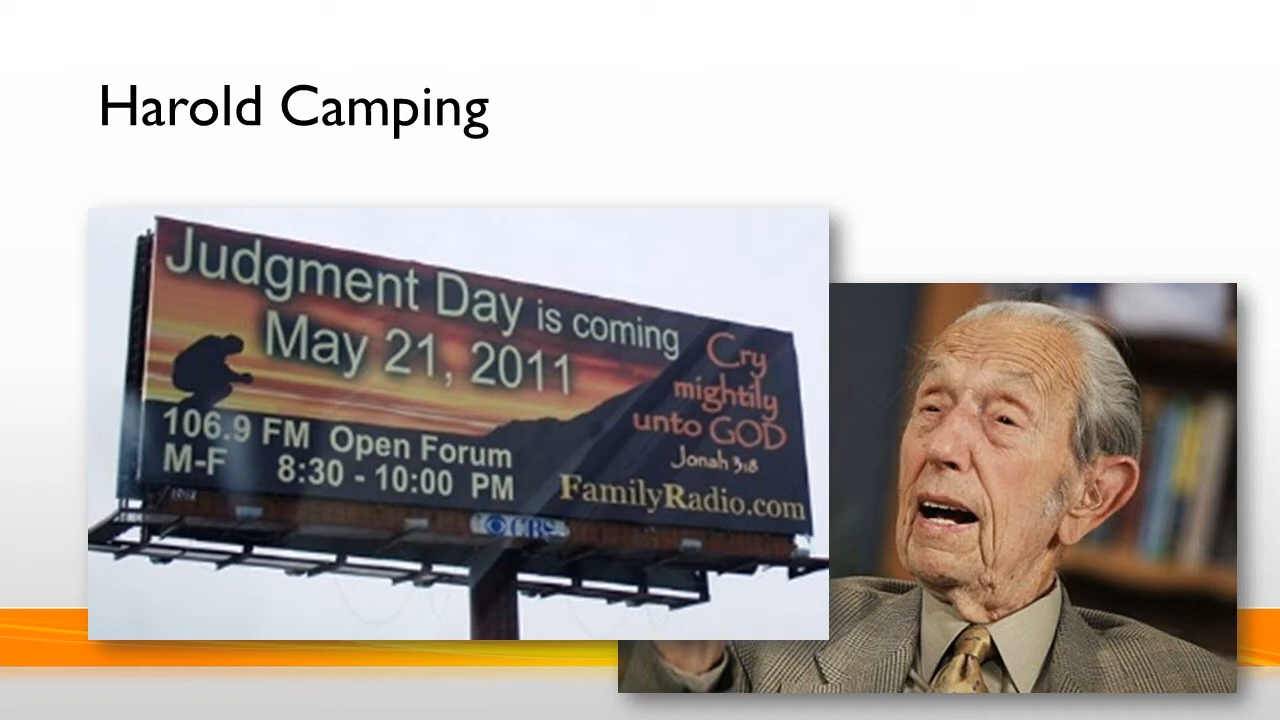 Harold Camping
Judgment Day is coming
May 21, 2011
Cry
mightily
unto GOD
Jonah 3:8
106.9 FM Open Forum
M-F 8:30 - 10:00 PM
FamilyRadio.com
CBS